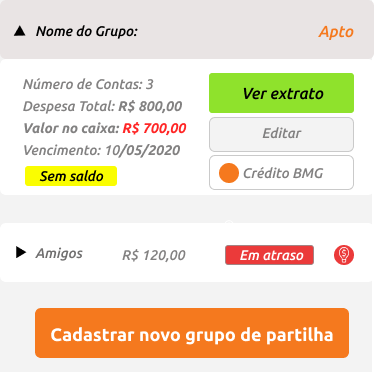 Nome do Grupo: Apto
Número de Contas: 3
Despesa Total: R$ 800,00
Valor no caixa: R$ 700,00
Vencimento: 10/05/2020
Sem saldo
Ver extrato
Editar
Crédito BMG
Amigos R$ 120,00 Em atraso
Cadastrar novo grupo de partilha